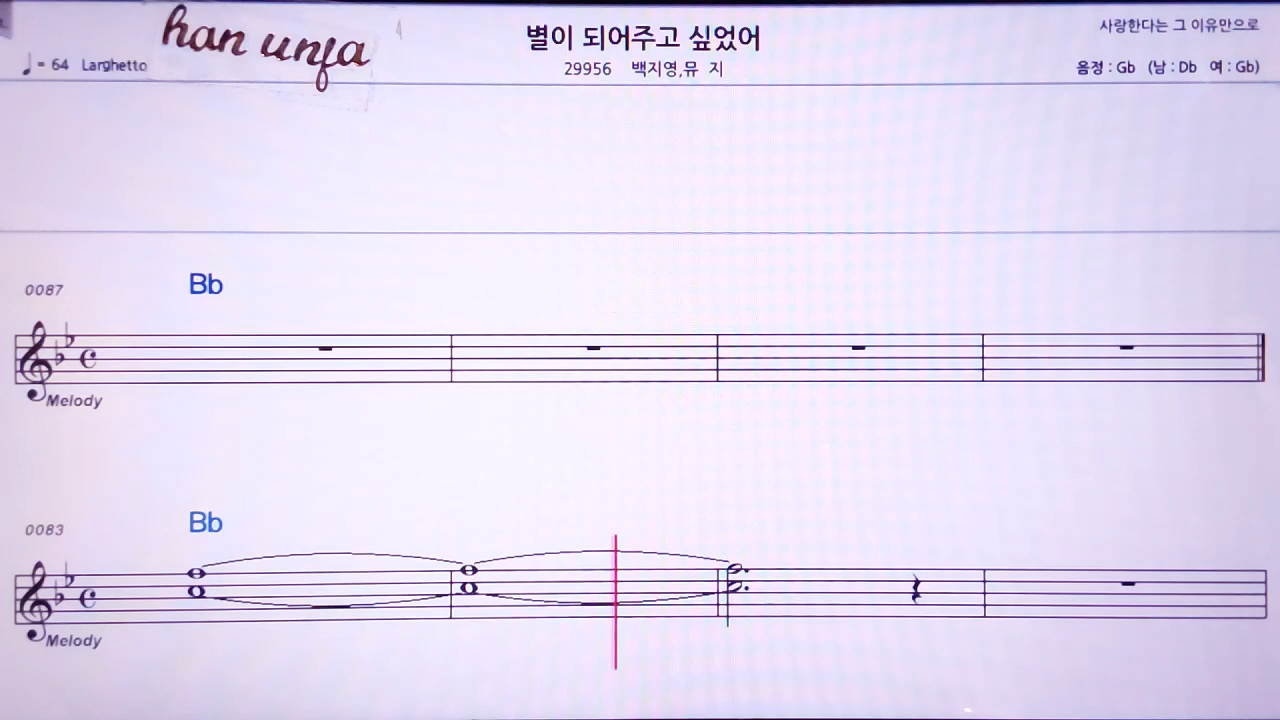 han unfa
별이 되어주고 싶었어
사랑한다는 그 이유만으로
♩ = 64 Larghetto
29956 백지영,뮤 지
음정 : Gb (남 : Db 여 : Gb)
0087
Bb
Melody
0083
Bb
Melody